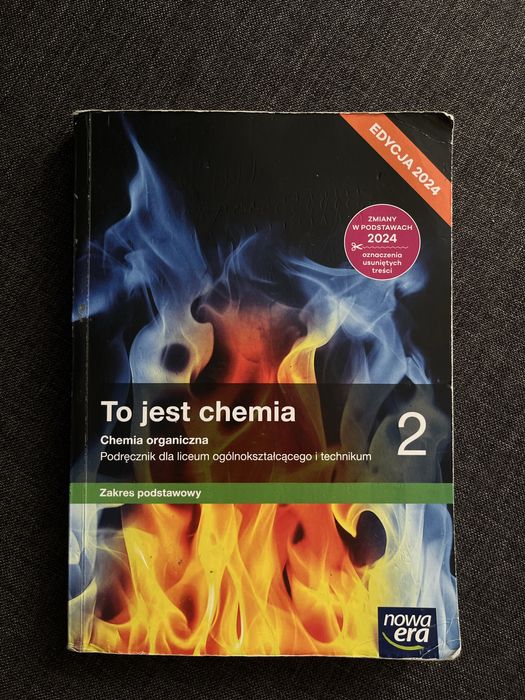 EDYCJA 2024
ZMIANY
W PODSTAWACH
2024
oznaczenia
usuniętych
treści
To jest chemia
2
Chemia organiczna
Podręcznik dla liceum ogólnokształcącego i technikum
Zakres podstawowy
nowa
era